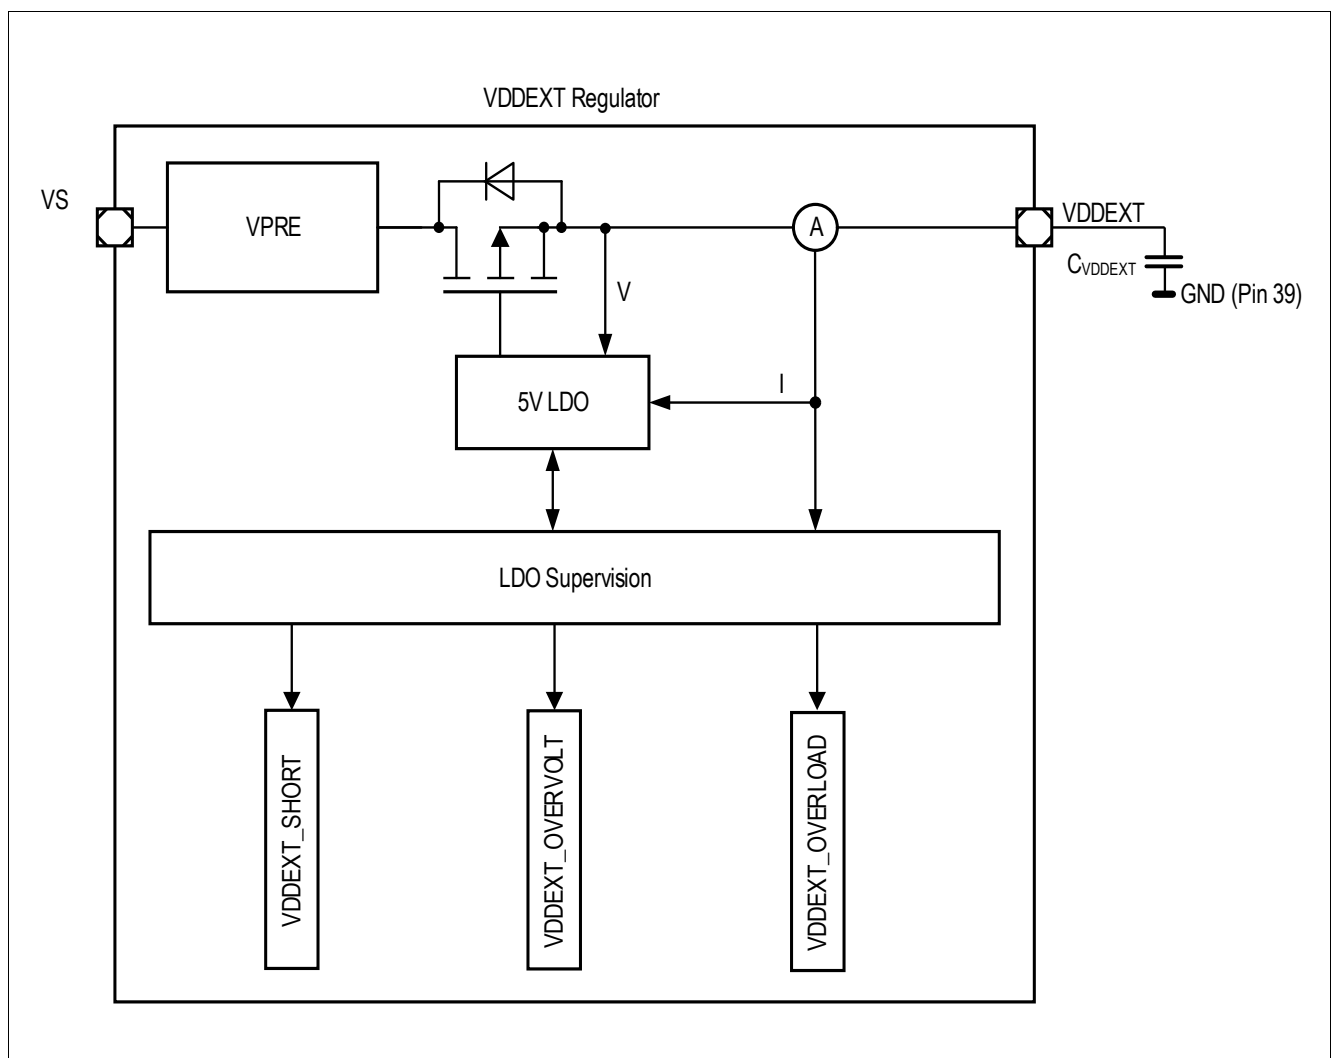 VDDEXT Regulator
VS
VPRE
A
VDDEXT
CVDDEXT
GND (Pin 39)
V
I
5V LDO
LDO Supervision
VDDEXT_SHORT
VDDEXT_OVERVOLT
VDDEXT_OVERLOAD